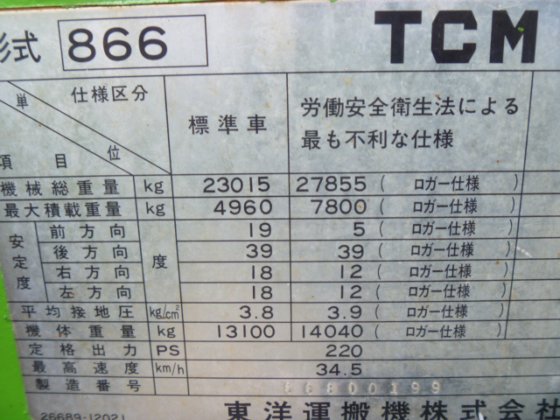 形式 866 TCM
単位 仕様区分 項目 標準車 労働安全衛生法による
最も不利な仕様
機械総重量 kg 23015 27855 ( ロガー仕様
最大積載重量 kg 4960 7800 ( ロガー仕様
安定度 前方向 度 19 5 ( ロガー仕様
後方向 39 39 ( ロガー仕様
右方向 18 12 ( ロガー仕様
左方向 18 12 ( ロガー仕様
平均接地圧 kg/cm² 3.8 3.9 ( ロガー仕様
機体重量 kg 13100 14040 ( ロガー仕様
定格出力 PS 220
最高速度 km/h 34.5
製造番号
26689-12021 東洋運搬機株式会社